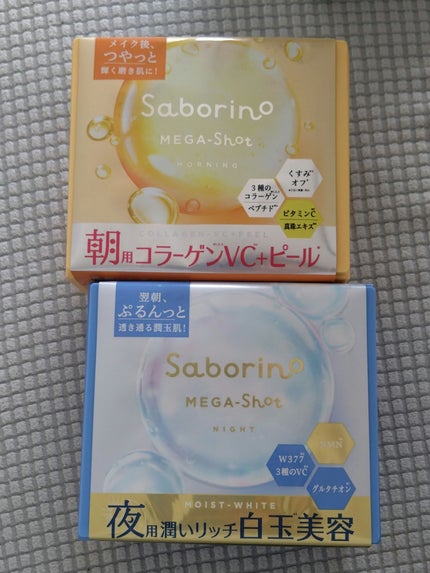 メイク後、
つやっと
輝く磨き肌に!
Saborino
MEGA-Shot
MORNING
くすみ
オフ
3種の
コラーゲン
ペプチド
ビタミンC
真珠エキス
COLLAGEN-VC+PEEL
朝用コラーゲンVC+ピール
翌朝、
ぷるんっと
透き通る潤玉肌!
Saborino
MEGA-Shot
NIGHT
NMN
W377
3種のVC
グルタチオン
MOIST-WHITE
夜用潤いリッチ白玉美容